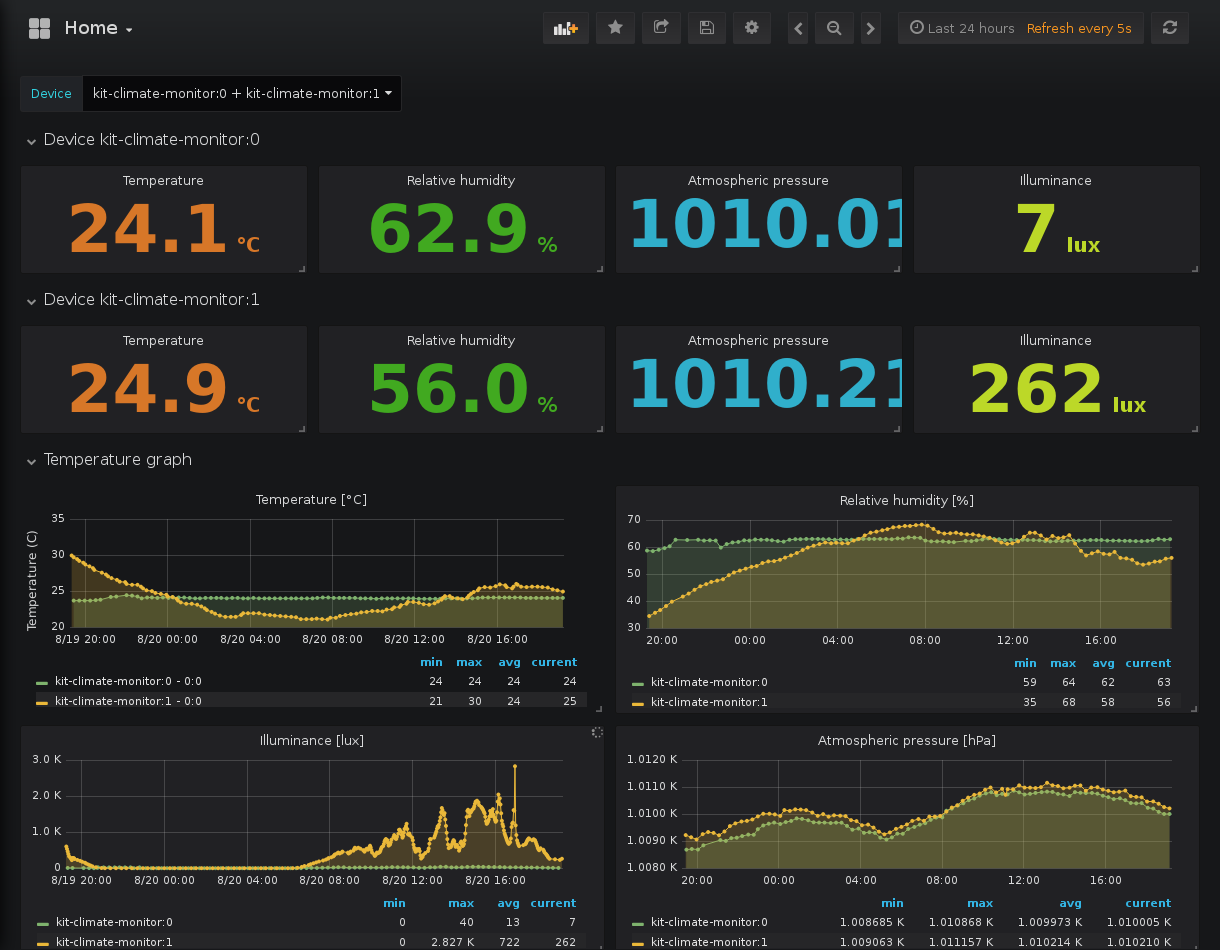 Home
Last 24 hours Refresh every 5s
Device kit-climate-monitor:0 + kit-climate-monitor:1
Device kit-climate-monitor:0
Temperature Relative humidity Atmospheric pressure Illuminance
24.1 °C 62.9 % 1010.01 7 lux
Device kit-climate-monitor:1
Temperature Relative humidity Atmospheric pressure Illuminance
24.9 °C 56.0 % 1010.21 262 lux
Temperature graph
Temperature [°C]
Temperature (C)
35
30
25
20
8/19 20:00 8/20 00:00 8/20 04:00 8/20 08:00 8/20 12:00 8/20 16:00
min max avg current
kit-climate-monitor:0 - 0:0 24 24 24 24
kit-climate-monitor:1 - 0:0 21 30 24 25
Relative humidity [%]
70
60
50
40
30
20:00 00:00 04:00 08:00 12:00 16:00
min max avg current
kit-climate-monitor:0 59 64 62 63
kit-climate-monitor:1 35 68 58 56
Illuminance [lux]
3.0 K
2.0 K
1.0 K
0
8/19 20:00 8/20 00:00 8/20 04:00 8/20 08:00 8/20 12:00 8/20 16:00
min max avg current
kit-climate-monitor:0 0 40 13 7
kit-climate-monitor:1 0 2.827 K 722 262
Atmospheric pressure [hPa]
1.0120 K
1.0110 K
1.0100 K
1.0090 K
1.0080 K
20:00 00:00 04:00 08:00 12:00 16:00
min max avg current
kit-climate-monitor:0 1.008685 K 1.010868 K 1.009973 K 1.010005 K
kit-climate-monitor:1 1.009063 K 1.011157 K 1.010214 K 1.010210 K